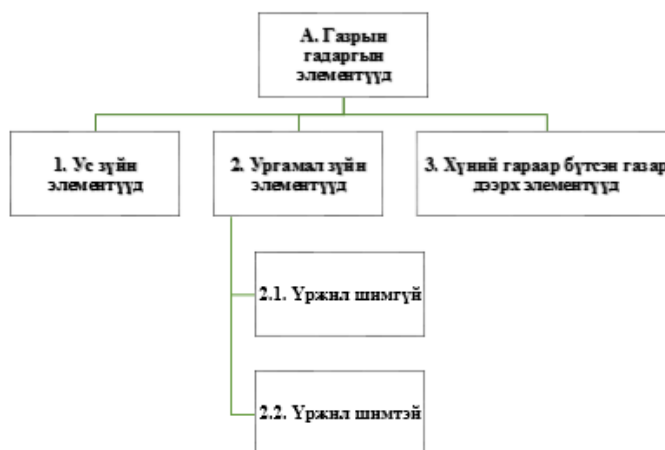 А. Газрын
гадаргын
элементүүд
1. Ус зүйн
элементүүд
2. Ургамал зүйн
элементүүд
3. Хүний гараар бүтсэн газар
дээрх элементүүд
2.1. Үржил шимгүй
2.2. Үржил шимтэй